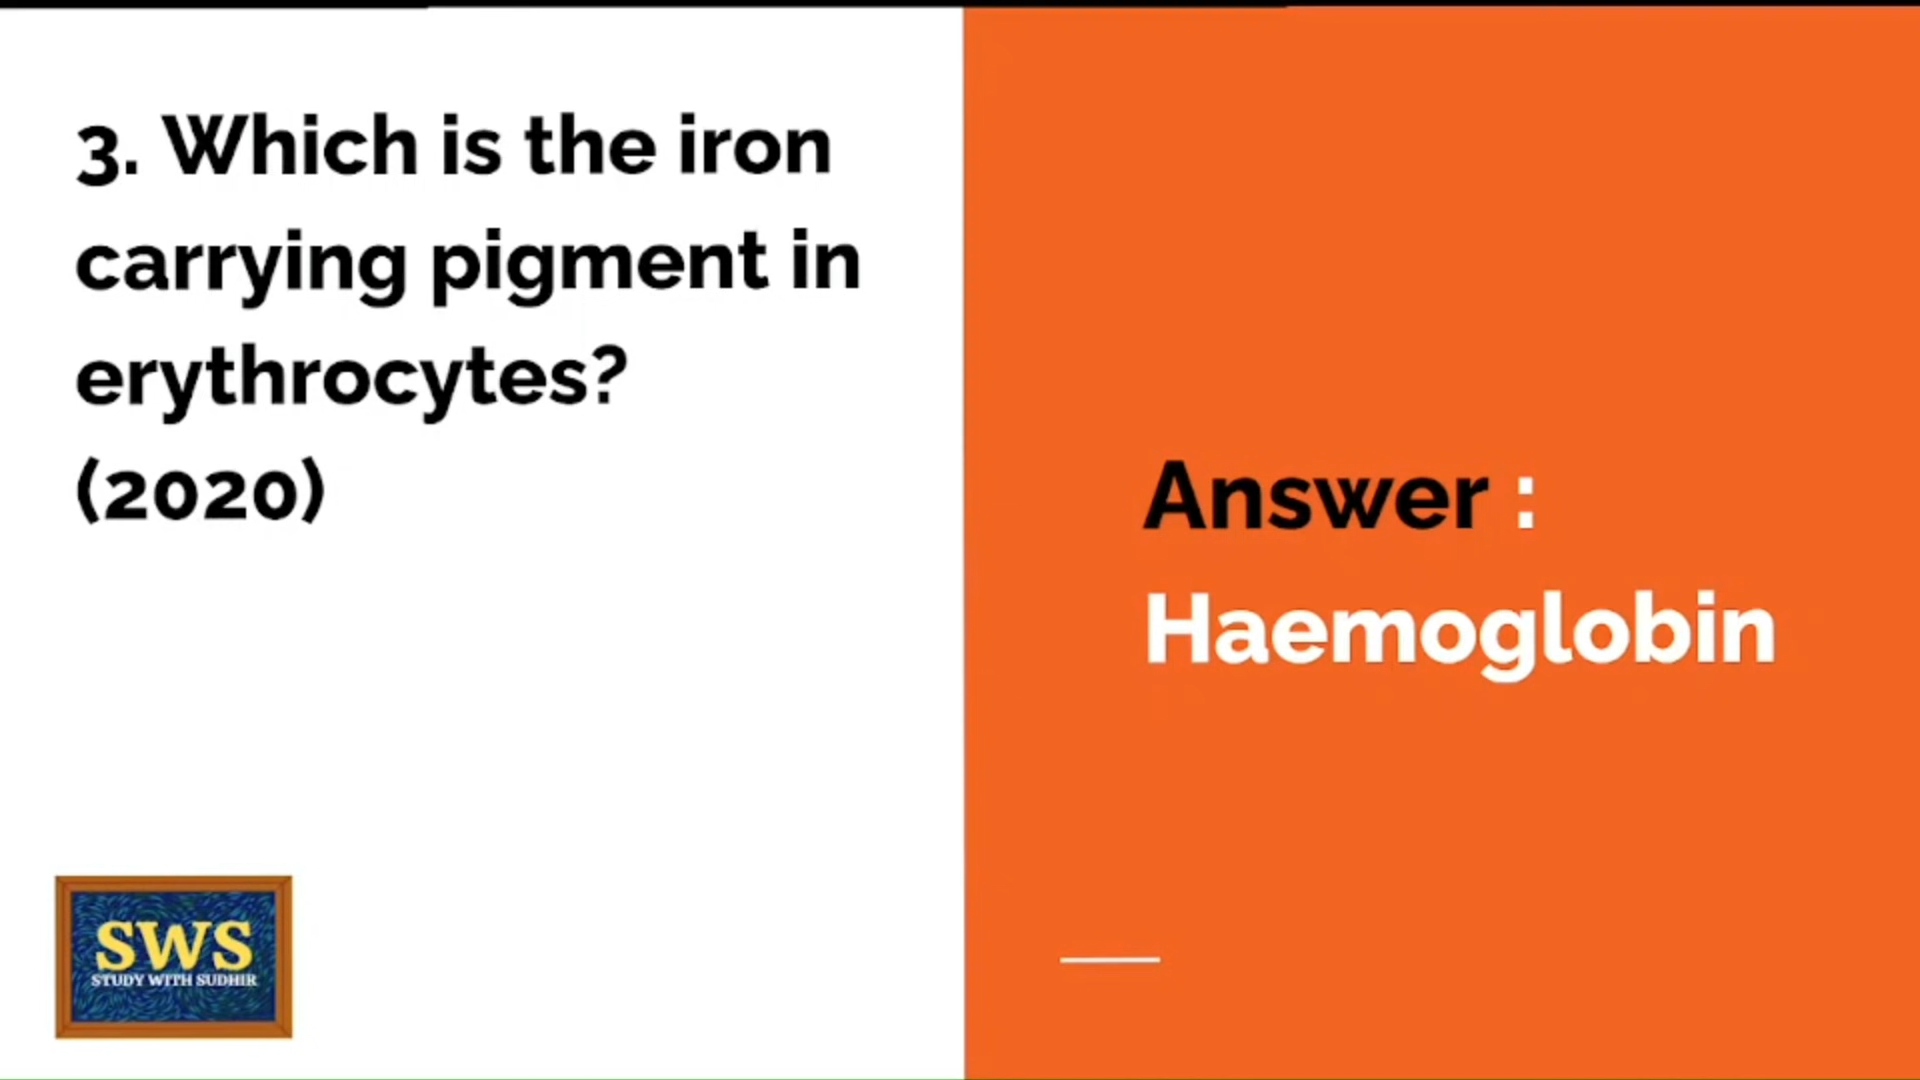 3. Which is the iron
carrying pigment in
erythrocytes?
(2020)
Answer :
Haemoglobin
SWS
STUDY WITH SUDHIR